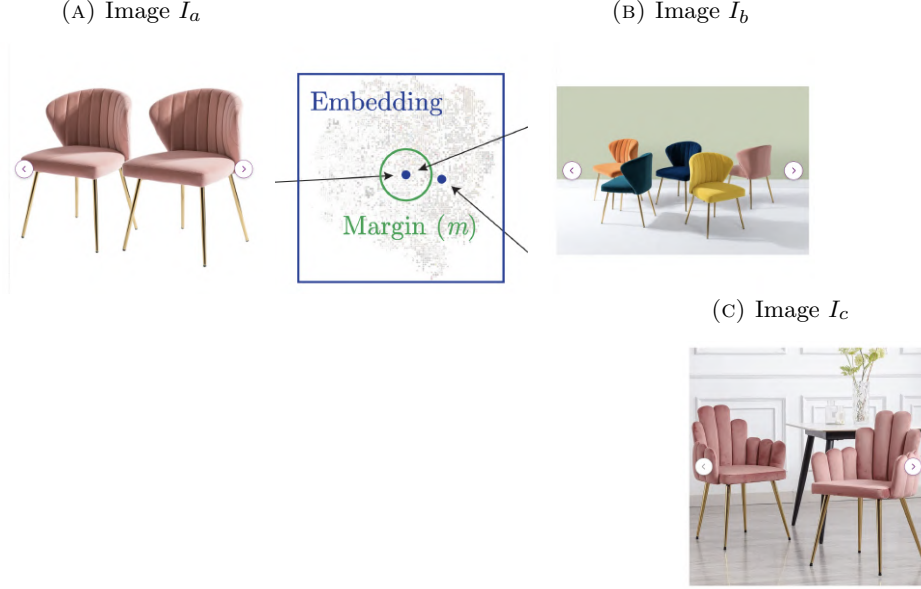 (A) Image I_a
(B) Image I_b
Embedding
Margin (m)
(C) Image I_c